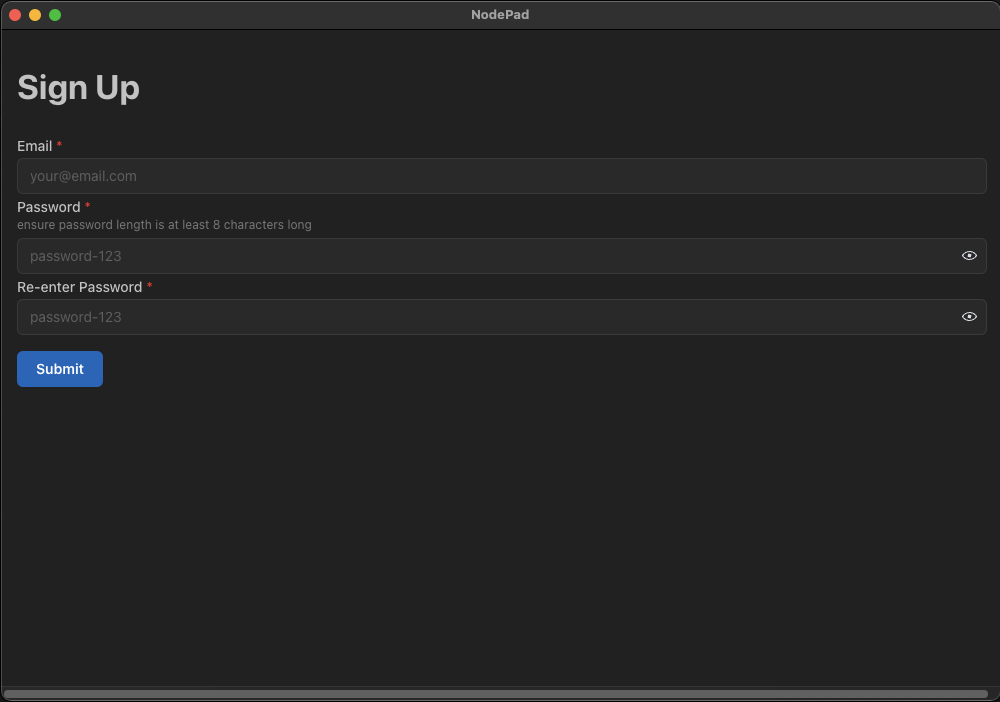 NodePad
Sign Up
Email *
your@email.com
Password *
ensure password length is at least 8 characters long
password-123
Re-enter Password *
password-123
Submit